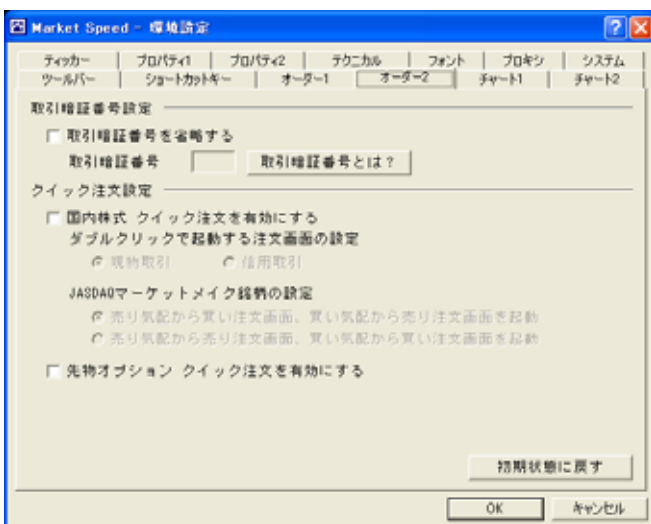 Market Speed - 環境設定
ティッカー プロパティ1 プロパティ2 テクニカル フォント プロキシ システム
ツールバー ショートカットキー オーダー1 オーダー2 チャート1 チャート2
取引暗証番号設定
取引暗証番号を省略する
取引暗証番号 取引暗証番号とは?
クイック注文設定
国内株式 クイック注文を有効にする
ダブルクリックで起動する注文画面の設定
現物取引 信用取引
JASDAQマーケットメイク銘柄の設定
売り気配から買い注文画面、買い気配から売り注文画面を起動
売り気配から売り注文画面、買い気配から買い注文画面を起動
先物オプション クイック注文を有効にする
初期状態に戻す
OK キャンセル